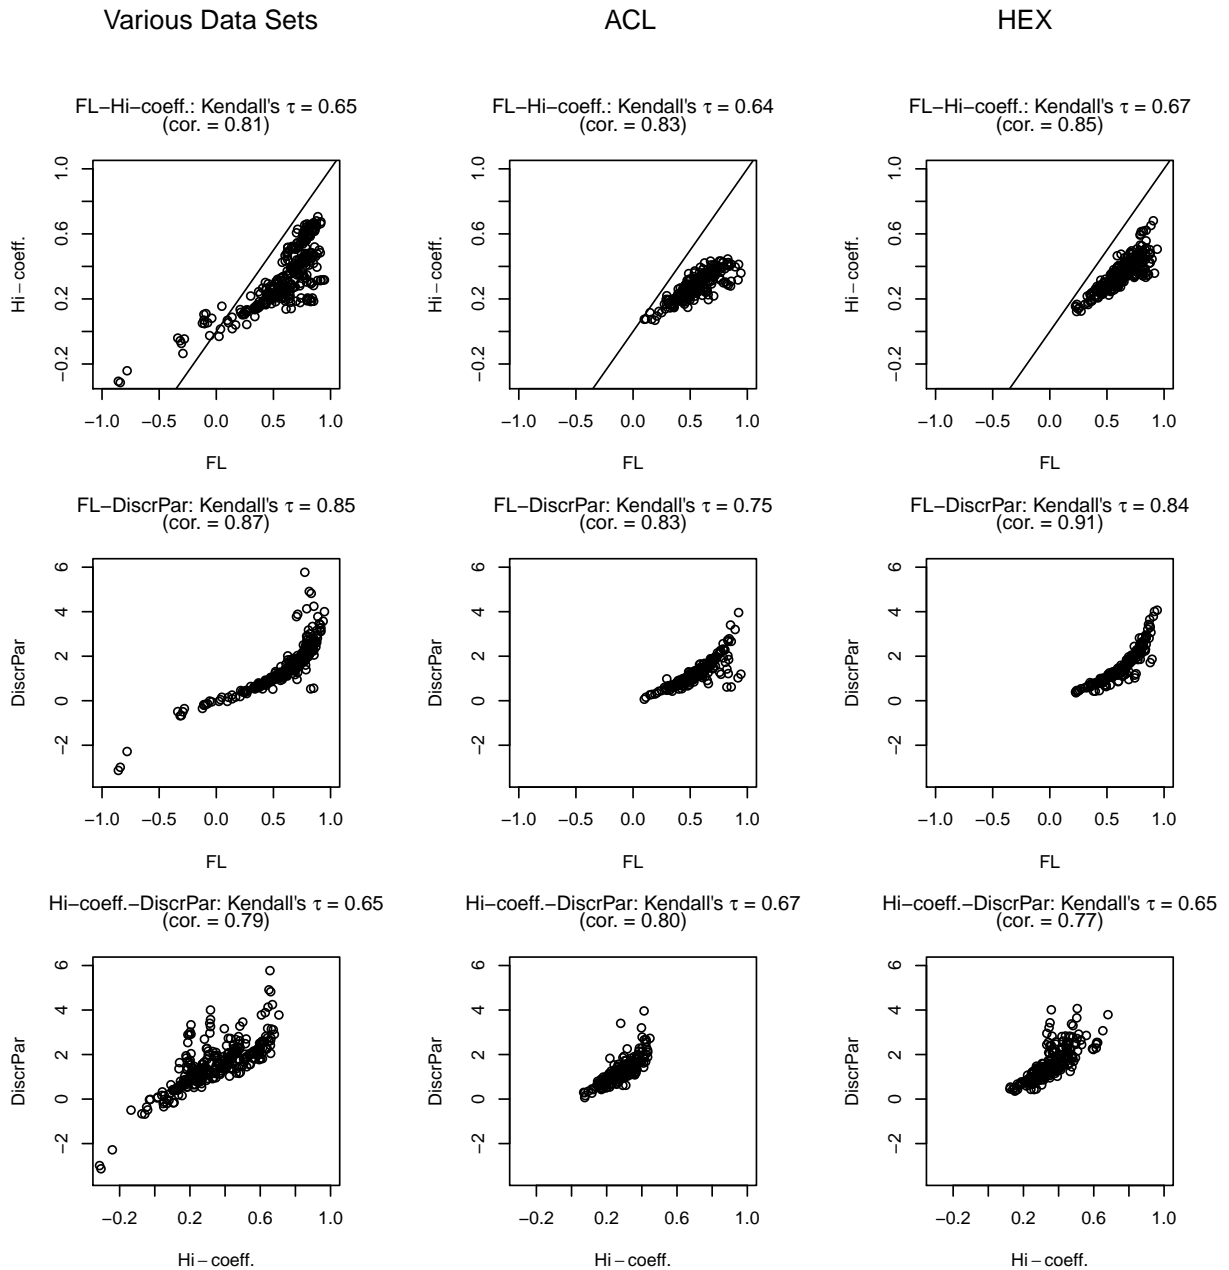 Various Data Sets
ACL
HEX
FL−Hi−coeff.: Kendall's τ = 0.65
(cor. = 0.81)
FL−Hi−coeff.: Kendall's τ = 0.64
(cor. = 0.83)
FL−Hi−coeff.: Kendall's τ = 0.67
(cor. = 0.85)
Hi−coeff.
−0.2 0.2 0.6 1.0
−1.0 −0.5 0.0 0.5 1.0
FL
Hi−coeff.
−0.2 0.2 0.6 1.0
−1.0 −0.5 0.0 0.5 1.0
FL
Hi−coeff.
−0.2 0.2 0.6 1.0
−1.0 −0.5 0.0 0.5 1.0
FL
FL−DiscrPar: Kendall's τ = 0.85
(cor. = 0.87)
FL−DiscrPar: Kendall's τ = 0.75
(cor. = 0.83)
FL−DiscrPar: Kendall's τ = 0.84
(cor. = 0.91)
DiscrPar
−2 0 2 4 6
−1.0 −0.5 0.0 0.5 1.0
FL
DiscrPar
−2 0 2 4 6
−1.0 −0.5 0.0 0.5 1.0
FL
DiscrPar
−2 0 2 4 6
−1.0 −0.5 0.0 0.5 1.0
FL
Hi−coeff.−DiscrPar: Kendall's τ = 0.65
(cor. = 0.79)
Hi−coeff.−DiscrPar: Kendall's τ = 0.67
(cor. = 0.80)
Hi−coeff.−DiscrPar: Kendall's τ = 0.65
(cor. = 0.77)
DiscrPar
−2 0 2 4 6
−0.2 0.2 0.6 1.0
Hi−coeff.
DiscrPar
−2 0 2 4 6
−0.2 0.2 0.6 1.0
Hi−coeff.
DiscrPar
−2 0 2 4 6
−0.2 0.2 0.6 1.0
Hi−coeff.